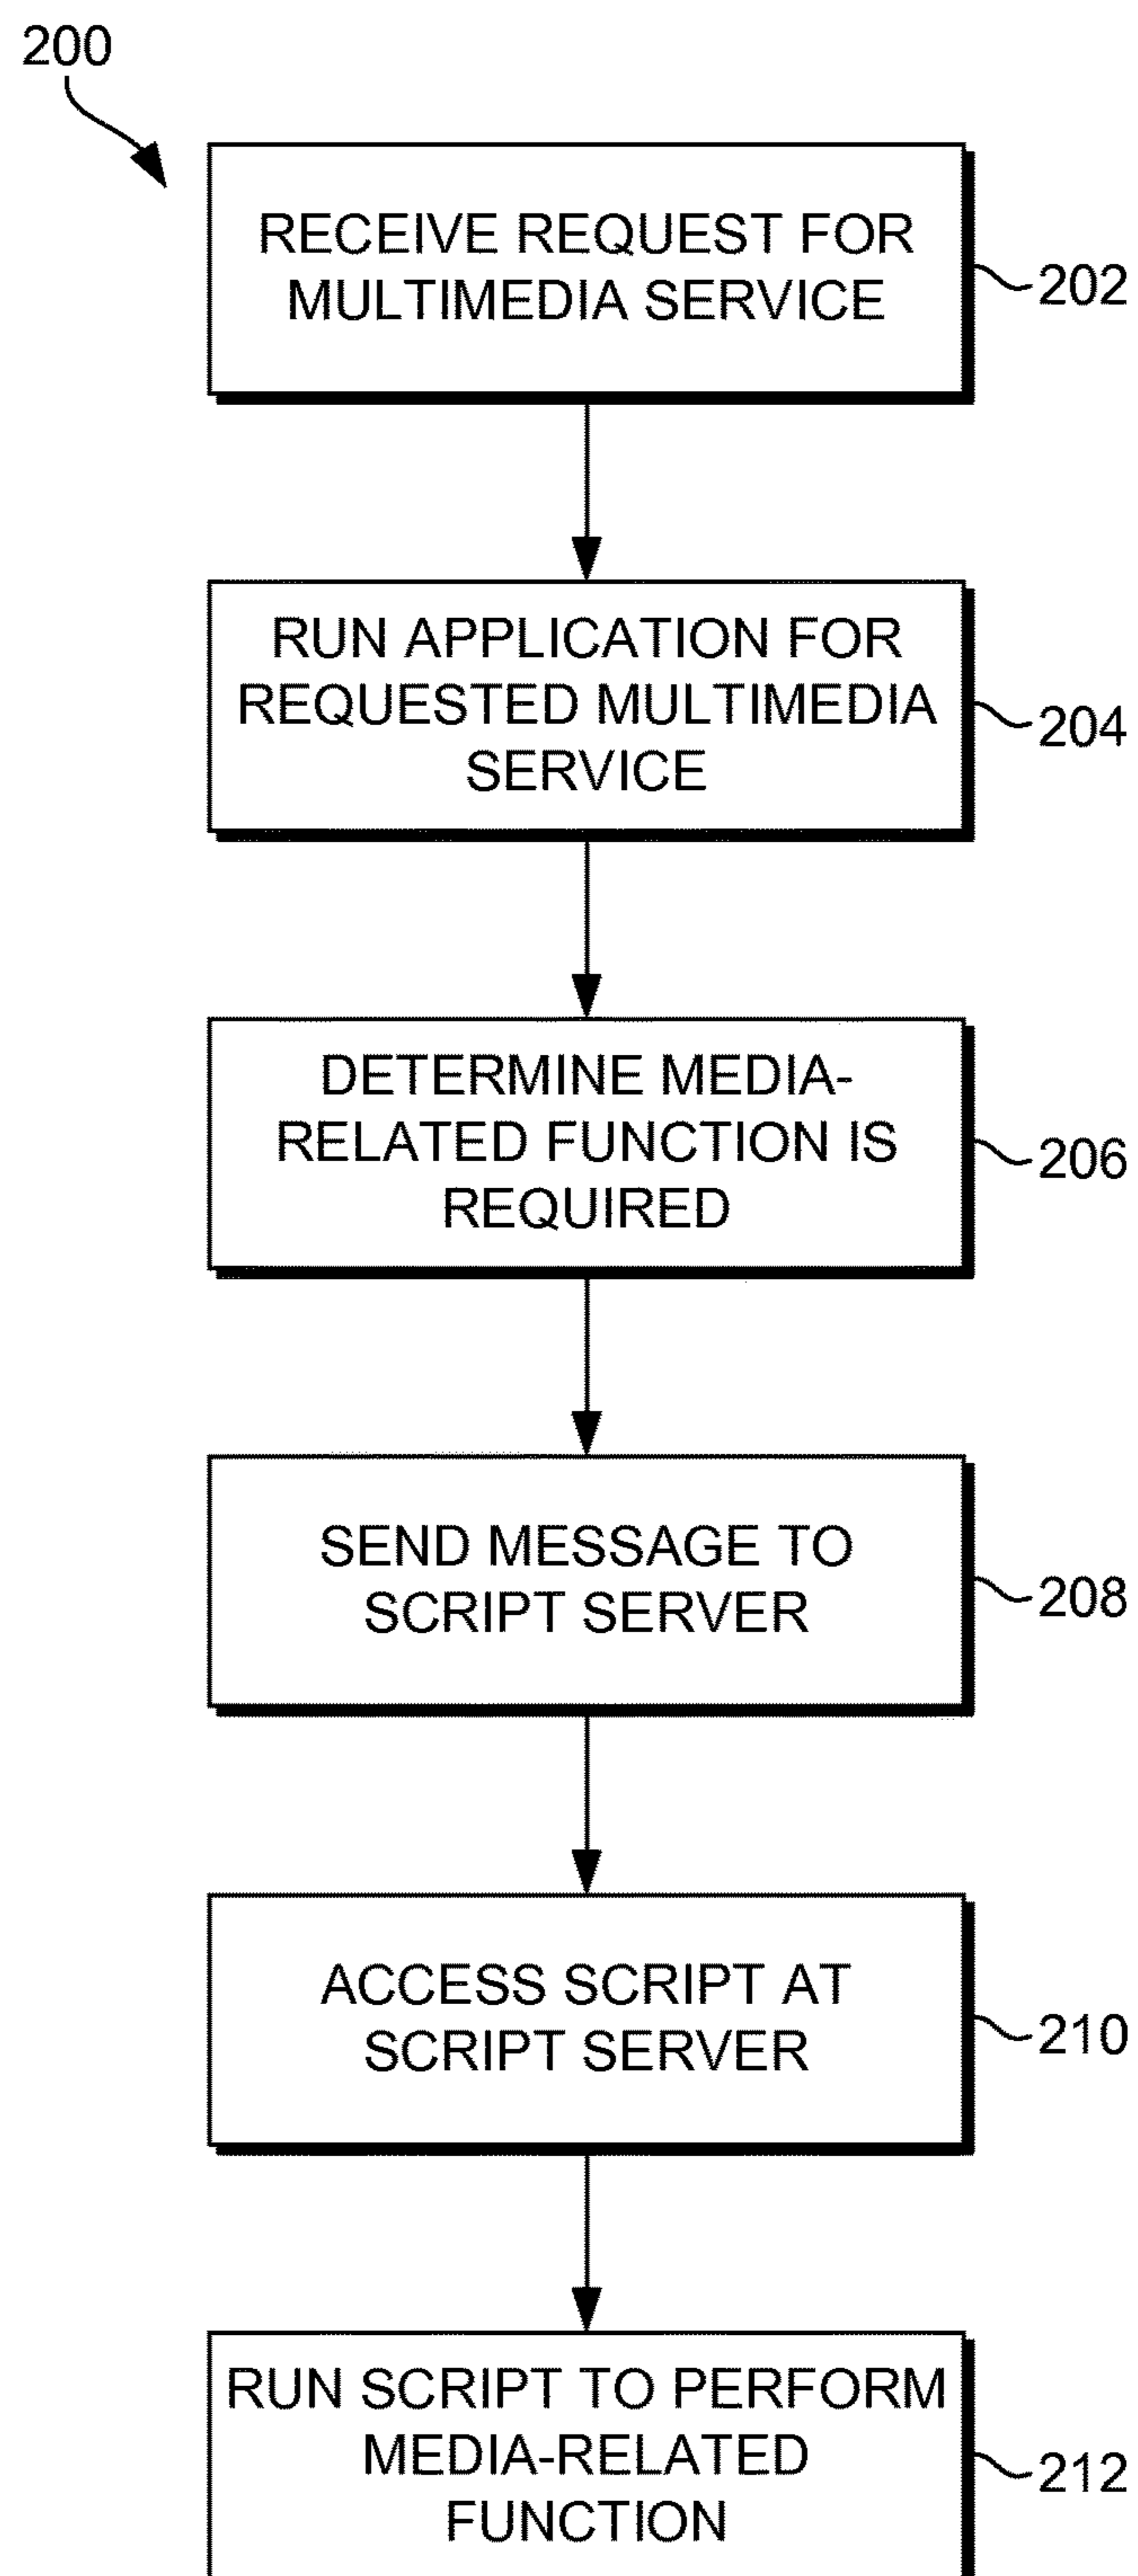 200
RECEIVE REQUEST FOR
MULTIMEDIA SERVICE
202
RUN APPLICATION FOR
REQUESTED MULTIMEDIA
SERVICE
204
DETERMINE MEDIA-
RELATED FUNCTION IS
REQUIRED
206
SEND MESSAGE TO
SCRIPT SERVER
208
ACCESS SCRIPT AT
SCRIPT SERVER
210
RUN SCRIPT TO PERFORM
MEDIA-RELATED
FUNCTION
212